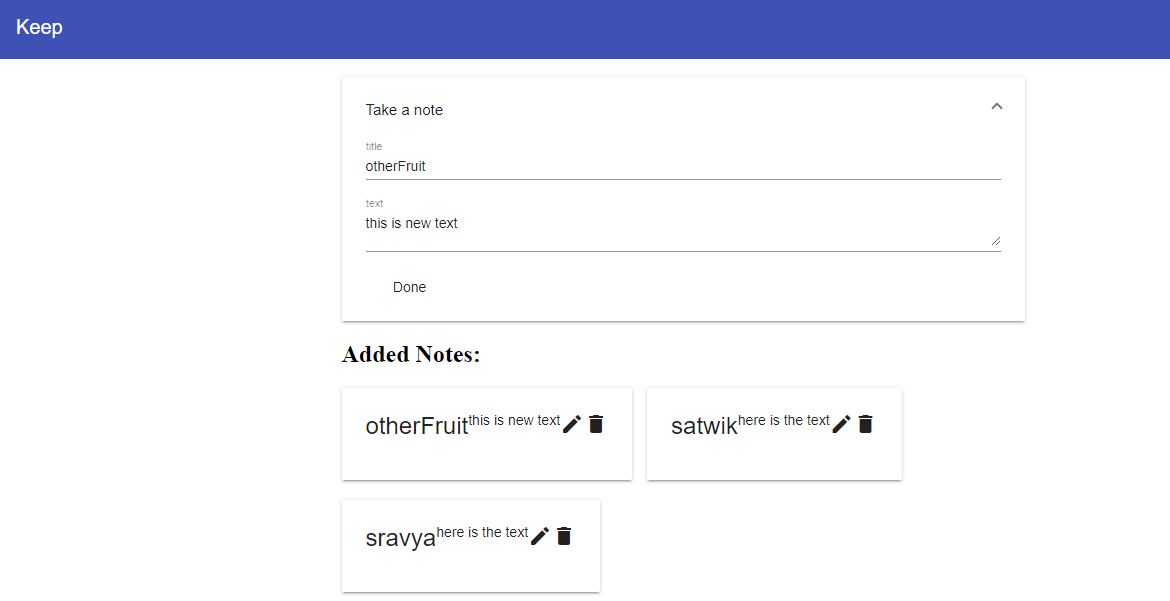 Keep
Take a note
title
otherFruit
text
this is new text
Done
Added Notes:
otherFruit this is new text
satwik here is the text
sravya here is the text